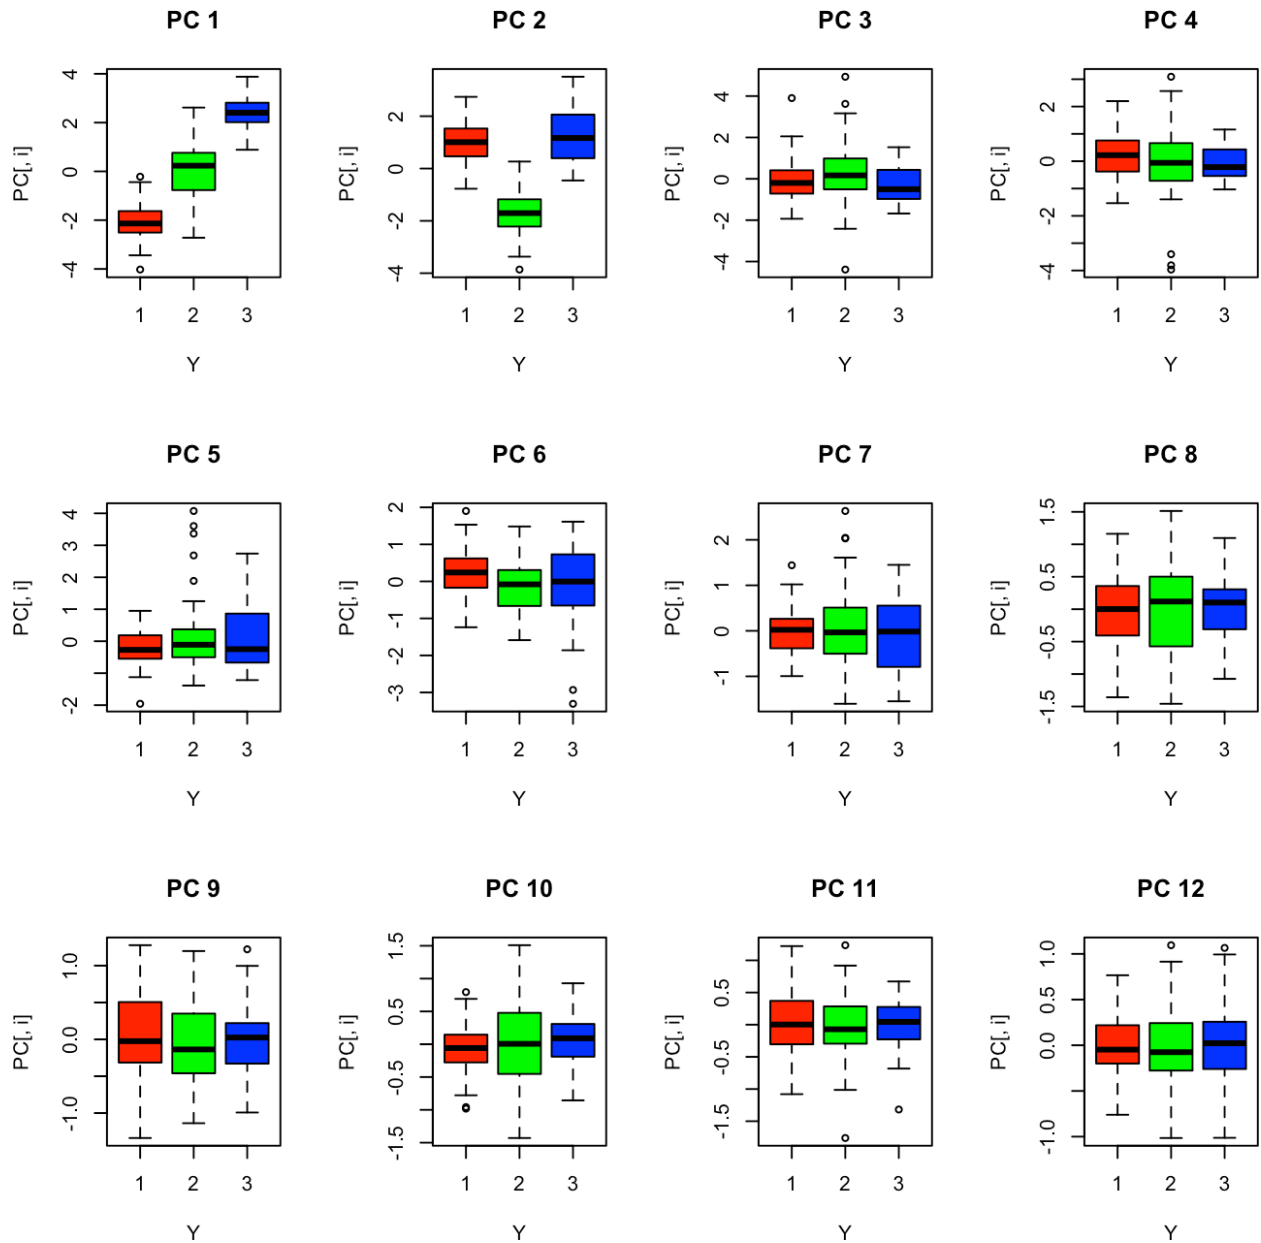 PC 1 PC 2 PC 3 PC 4
PC[, i] 4 2 0 -2 -4 PC[, i] 2 0 -2 -4 PC[, i] 4 2 0 -2 -4 PC[, i] 2 0 -2 -4
1 2 3 1 2 3 1 2 3 1 2 3
Y Y Y Y
PC 5 PC 6 PC 7 PC 8
PC[, i] 4 3 2 1 0 -2 PC[, i] 2 1 0 -1 -2 -3 PC[, i] 2 1 0 -1 PC[, i] 1.5 0.5 -0.5 -1.5
1 2 3 1 2 3 1 2 3 1 2 3
Y Y Y Y
PC 9 PC 10 PC 11 PC 12
PC[, i] 1.0 0.0 -1.0 PC[, i] 1.5 0.5 -0.5 -1.5 PC[, i] 0.5 -0.5 -1.5 PC[, i] 1.0 0.5 0.0 -1.0
1 2 3 1 2 3 1 2 3 1 2 3
Y Y Y Y